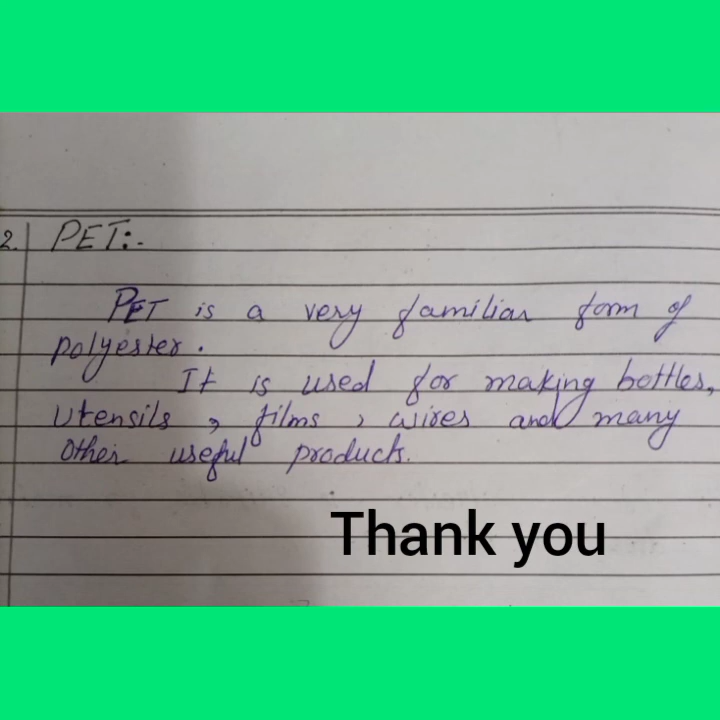 2. PET:-
PET is a very familiar form of
polyester.
It is used for making bottles,
Utensils, films, wires and many
other useful products.
Thank you